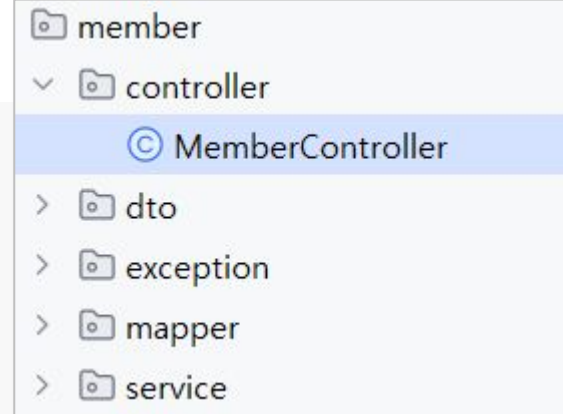 member
controller
© MemberController
dto
exception
mapper
service